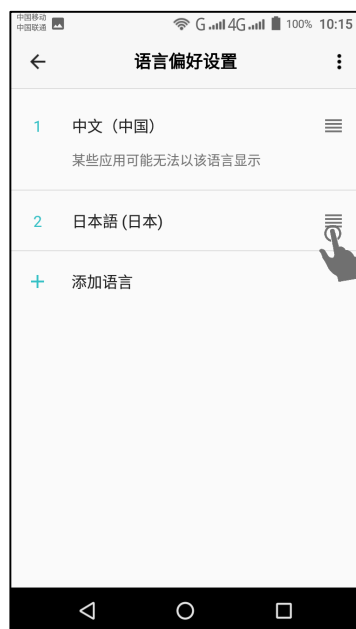 中国移动
中国联通
G 4G 100% 10:15
语言偏好设置
1 中文（中国）
某些应用可能无法以该语言显示
2 日本語 (日本)
+ 添加语言